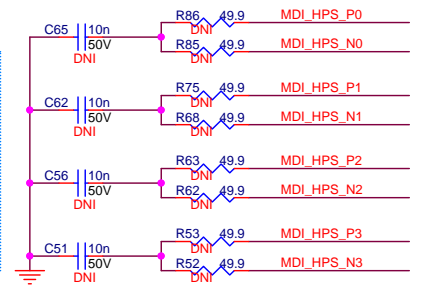 R86 49.9 MDI_HPS_P0
C65 10n
50V
DNI
DNI
R85 49.9 MDI_HPS_N0
DNI
R75 49.9 MDI_HPS_P1
C62 10n
50V
DNI
DNI
R68 49.9 MDI_HPS_N1
DNI
R63 49.9 MDI_HPS_P2
C56 10n
50V
DNI
DNI
R62 49.9 MDI_HPS_N2
DNI
R53 49.9 MDI_HPS_P3
C51 10n
50V
DNI
DNI
R52 49.9 MDI_HPS_N3
DNI